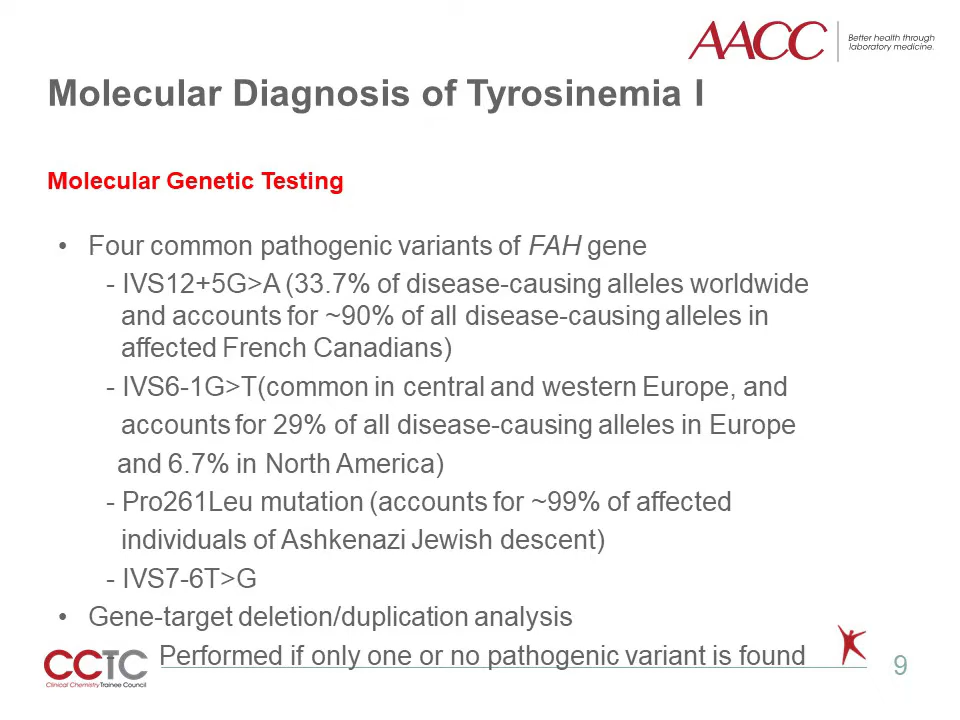 AACC
Better health through
laboratory medicine.
Molecular Diagnosis of Tyrosinemia I
Molecular Genetic Testing
• Four common pathogenic variants of FAH gene
- IVS12+5G>A (33.7% of disease-causing alleles worldwide
and accounts for ~90% of all disease-causing alleles in
affected French Canadians)
- IVS6-1G>T(common in central and western Europe, and
accounts for 29% of all disease-causing alleles in Europe
and 6.7% in North America)
- Pro261Leu mutation (accounts for ~99% of affected
individuals of Ashkenazi Jewish descent)
- IVS7-6T>G
• Gene-target deletion/duplication analysis
Performed if only one or no pathogenic variant is found
CCTC
Clinical Chemistry Trainee Council
9